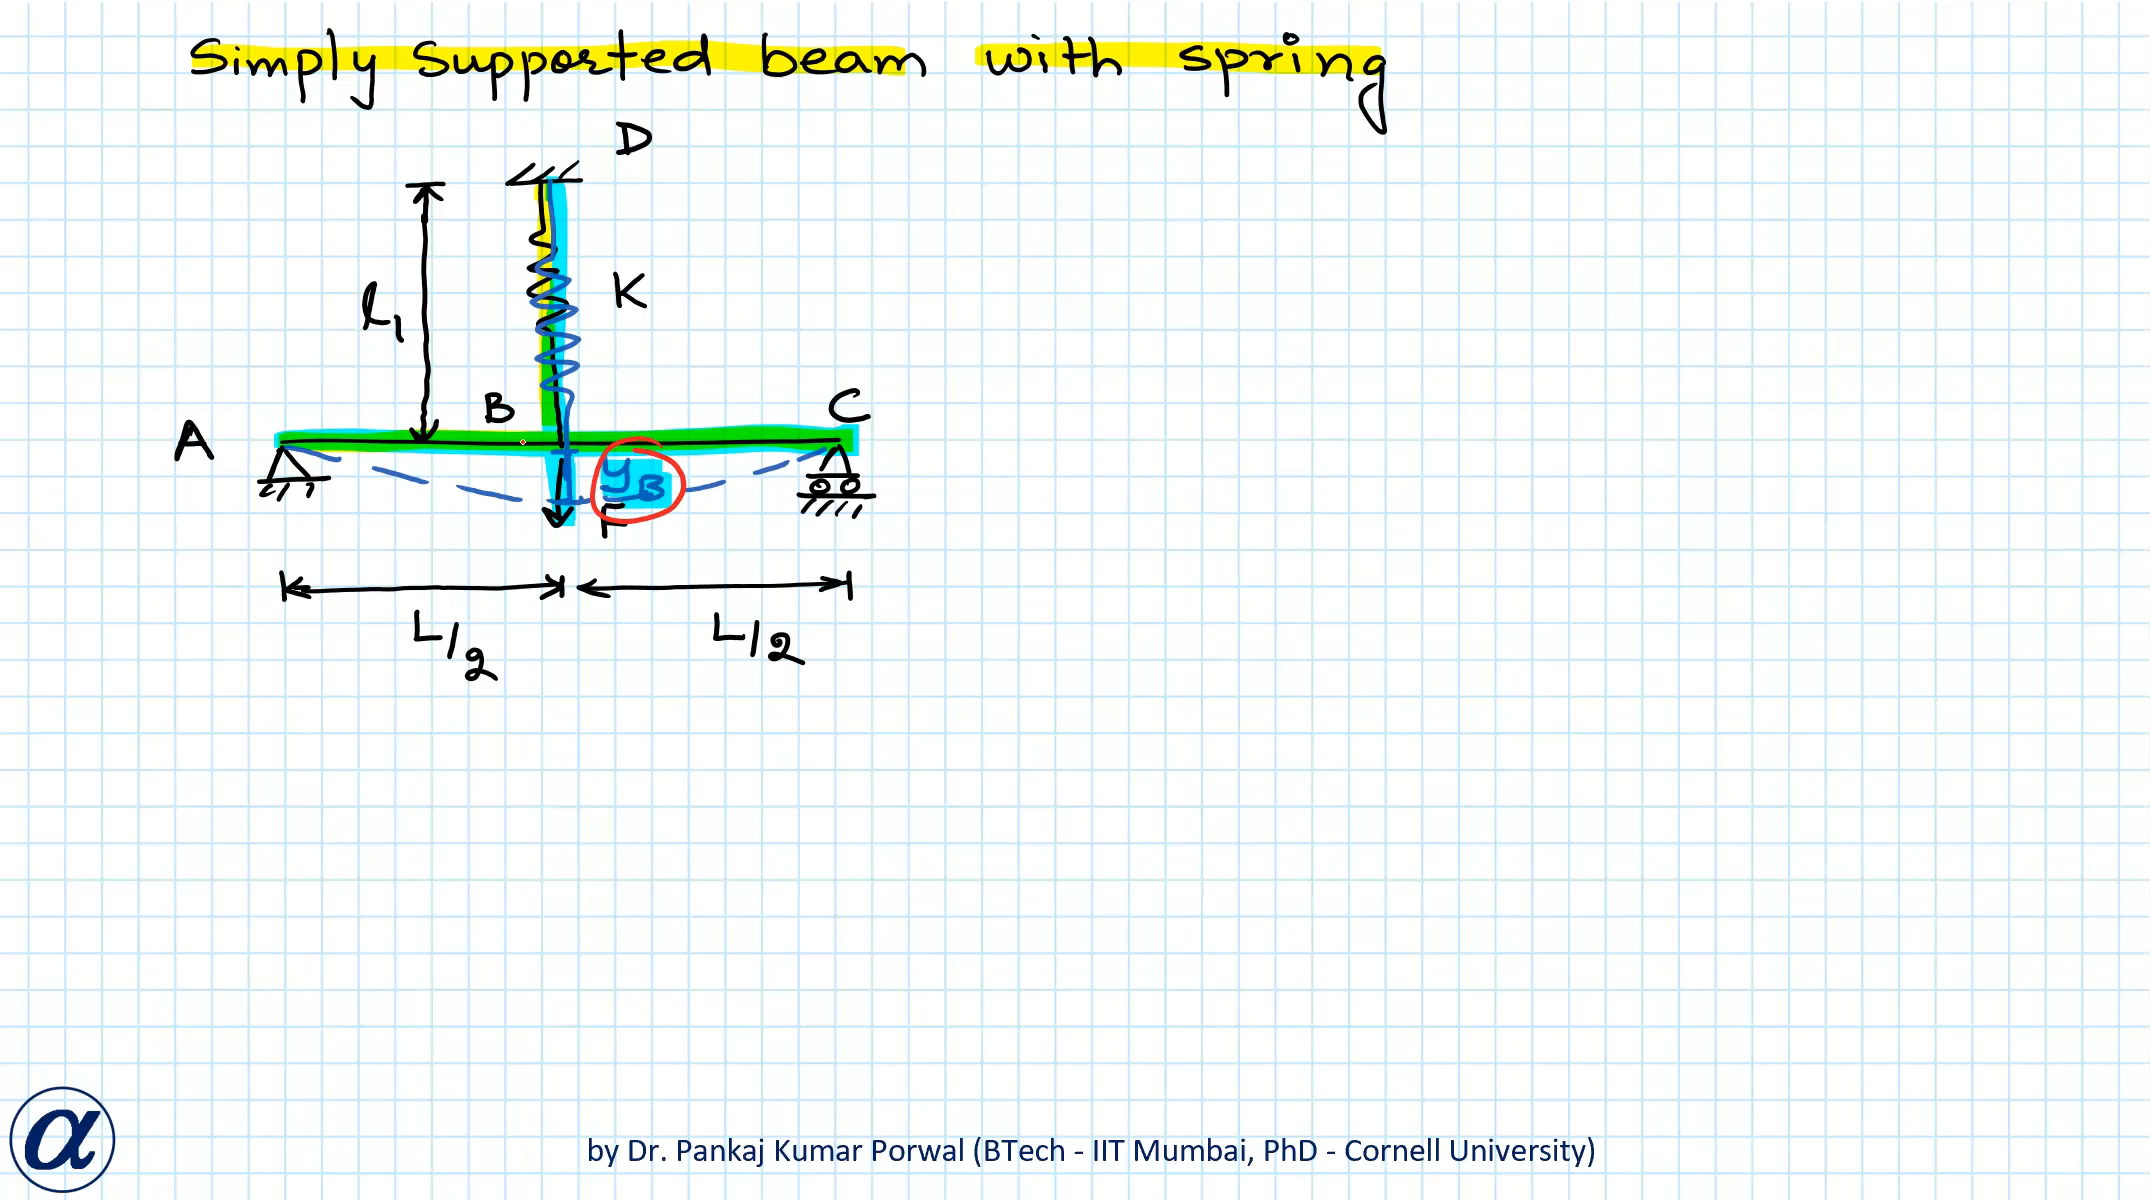 Simply Supported beam with spring
D
l1
K
B
C
A
yB
F
L/2
L/2
α
by Dr. Pankaj Kumar Porwal (BTech - IIT Mumbai, PhD - Cornell University)